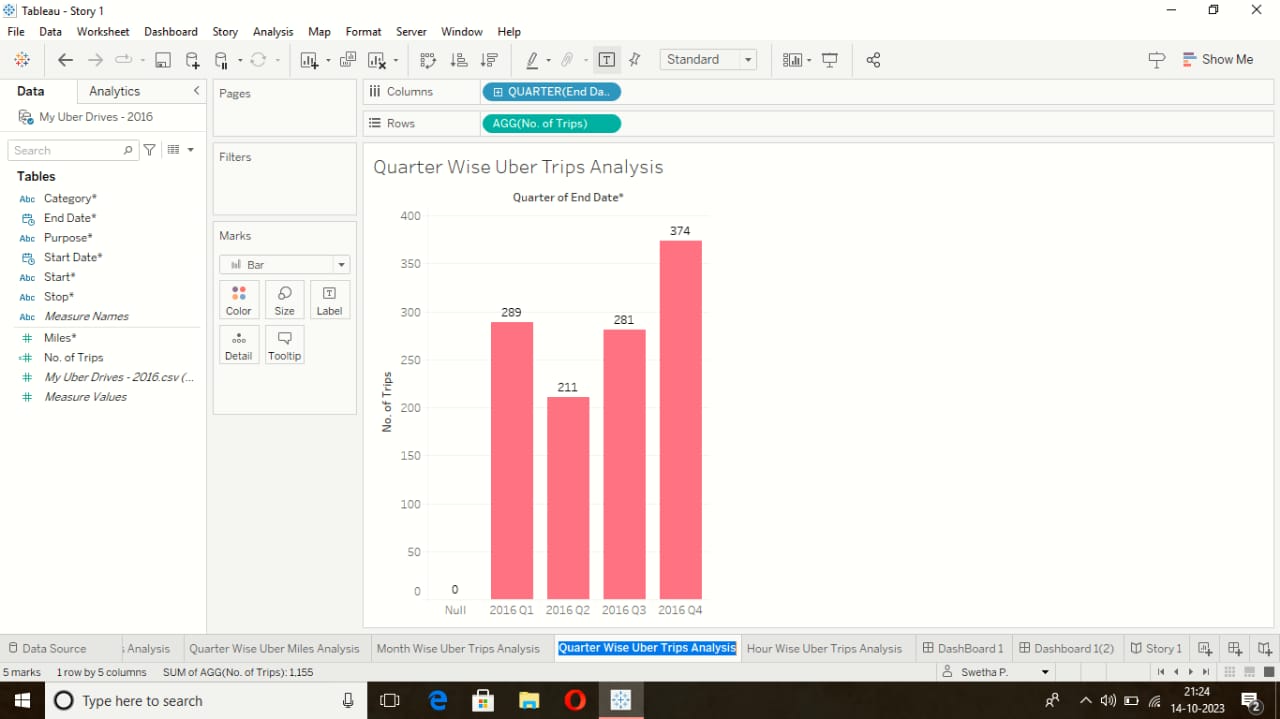 Tableau - Story 1
File Data Worksheet Dashboard Story Analysis Map Format Server Window Help
Standard
Show Me
Data Analytics
My Uber Drives - 2016
Search
Tables
Abc Category*
End Date*
Abc Purpose*
Start Date*
Abc Start*
Abc Stop*
Abc Measure Names
# Miles*
=# No. of Trips
# My Uber Drives - 2016.csv (...
# Measure Values
Pages
Filters
Marks
Bar
Color Size Label
Detail Tooltip
Columns QUARTER(End Da..
Rows AGG(No. of Trips)
Quarter Wise Uber Trips Analysis
Quarter of End Date*
No. of Trips
400
350
300
250
200
150
100
50
0
0 289 211 281 374
Null 2016 Q1 2016 Q2 2016 Q3 2016 Q4
Data Source Analysis Quarter Wise Uber Miles Analysis Month Wise Uber Trips Analysis Quarter Wise Uber Trips Analysis Hour Wise Uber Trips Analysis DashBoard 1 Dashboard 1(2) Story 1
5 marks 1 row by 5 columns SUM of AGG(No. of Trips): 1,155 Swetha P.
Type here to search
21:24
14-10-2023
2